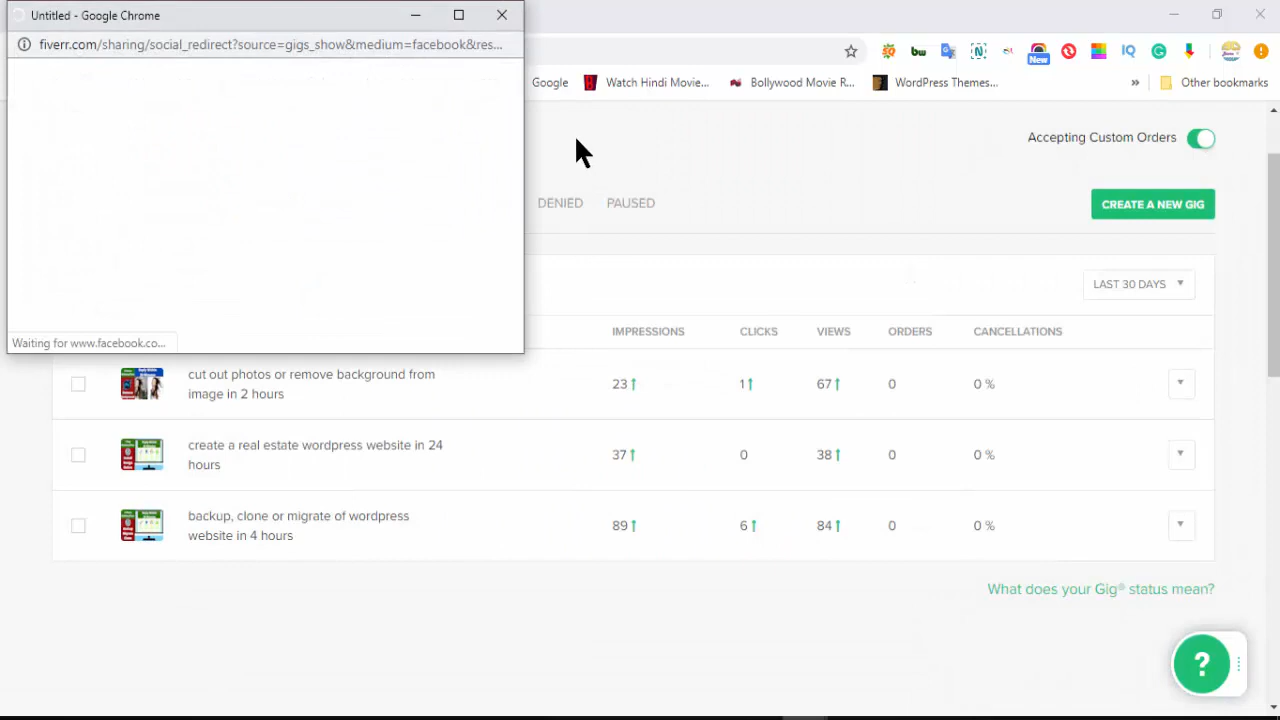 Untitled - Google Chrome
fiverr.com/sharing/social_redirect?source=gigs_show&medium=facebook&res...
New
Google
Watch Hindi Movie...
Bollywood Movie R...
WordPress Themes...
»
Other bookmarks
Accepting Custom Orders
DENIED
PAUSED
CREATE A NEW GIG
LAST 30 DAYS
IMPRESSIONS
CLICKS
VIEWS
ORDERS
CANCELLATIONS
Waiting for www.facebook.co...
cut out photos or remove background from
image in 2 hours
23
1
67
0
0 %
create a real estate wordpress website in 24
hours
37
0
38
0
0 %
backup, clone or migrate of wordpress
website in 4 hours
89
6
84
0
0 %
What does your Gig® status mean?
?